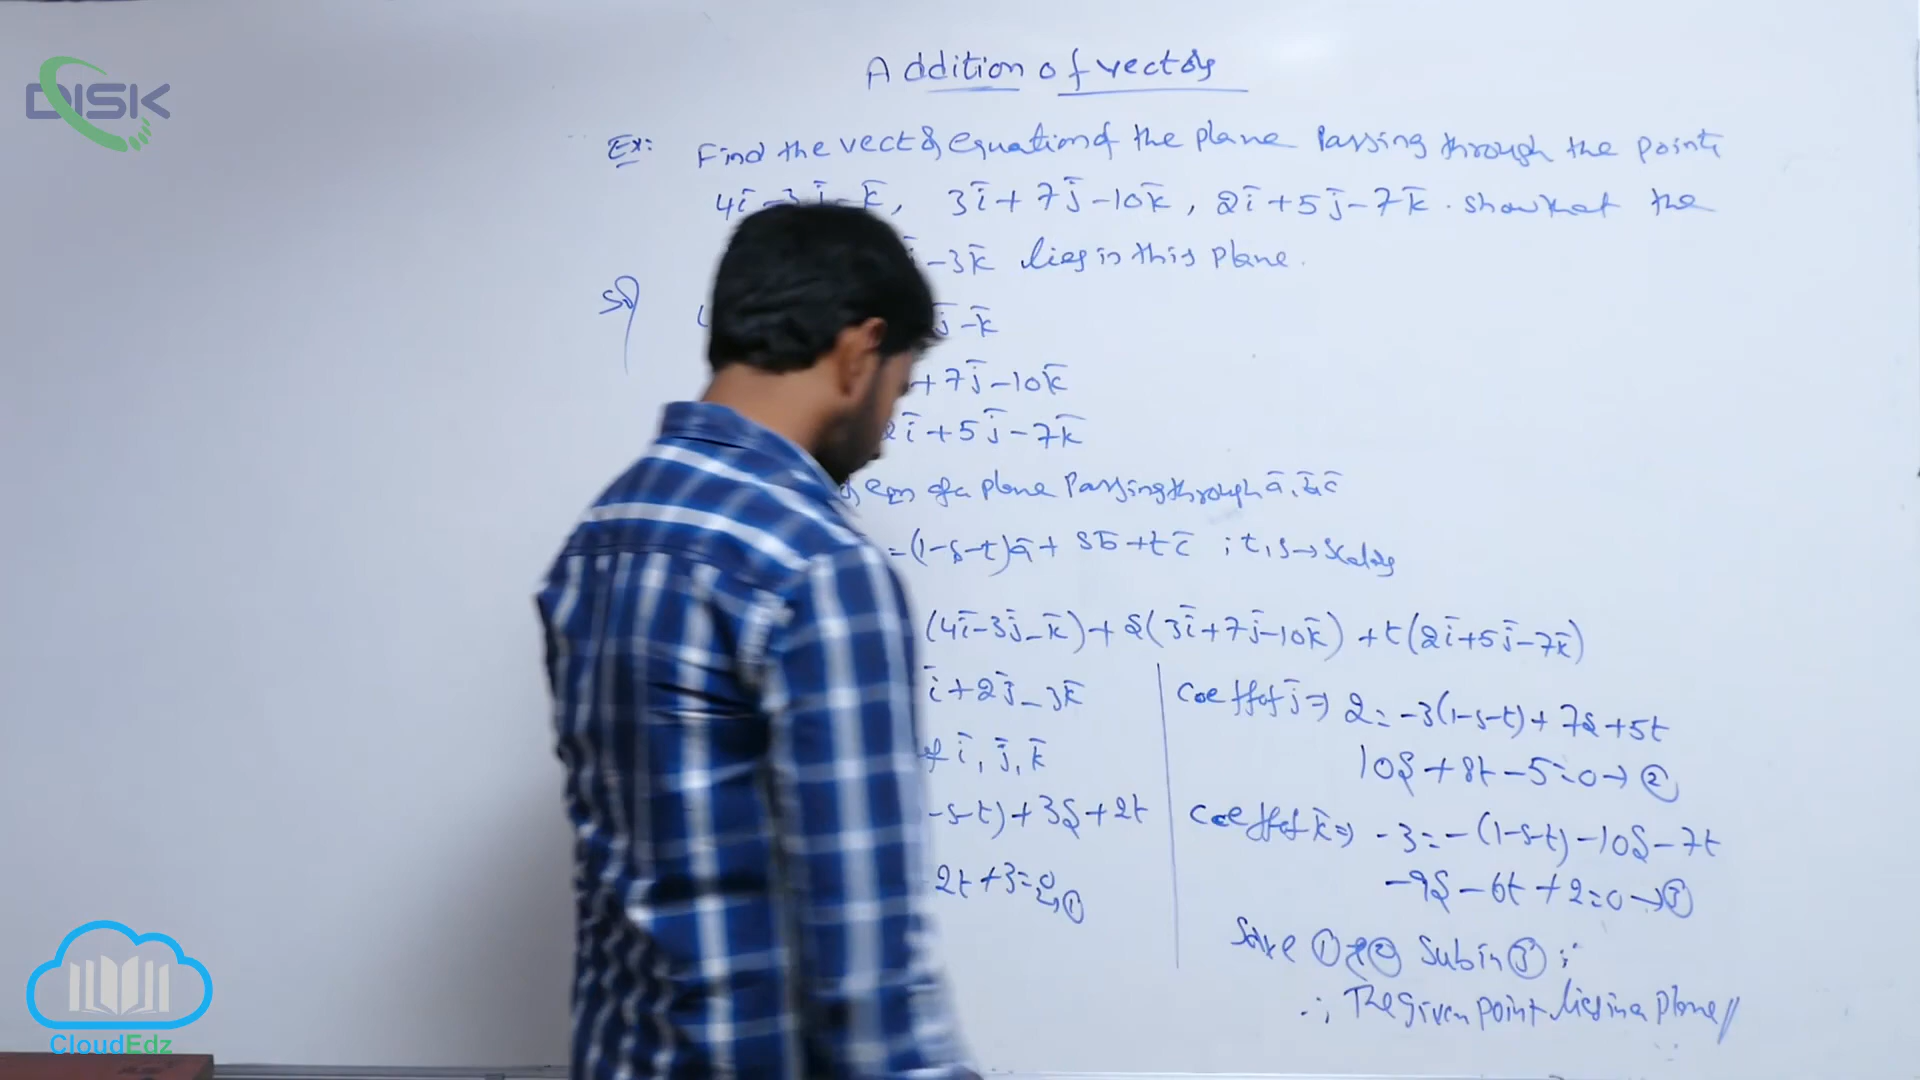 DISK
Addition of vectors
Ex: Find the vector equation of the plane Passing through the points
4i̅ - 3j̅ - k̅, 3i̅ + 7j̅ - 10k̅, 2i̅ + 5j̅ - 7k̅. show that the
- 3k̅ lies in this plane.
Sol
j̅ - k̅
+ 7j̅ - 10k̅
2i̅ + 5j̅ - 7k̅
eqn of a plane Passing through a̅, b̅, c̅
= (1-s-t)a̅ + sb̅ + tc̅ ; t, s → scalars
(4i̅ - 3j̅ - k̅) + s(3i̅ + 7j̅ - 10k̅) + t(2i̅ + 5j̅ - 7k̅)
i̅ + 2j̅ - 3k̅
of i̅, j̅, k̅
-s-t) + 3s + 2t
2t + 3 = 0 → ①
Coeff of j̅ ⇒ 2 = -3(1-s-t) + 7s + 5t
10s + 8t - 5 = 0 → ②
Coeff of k̅ ⇒ -3 = -(1-s-t) - 10s - 7t
-9s - 6t + 2 = 0 → ③
Solve ① & ② Sub in ③ ;
∴ The given point lies in a plane //
CloudEdz